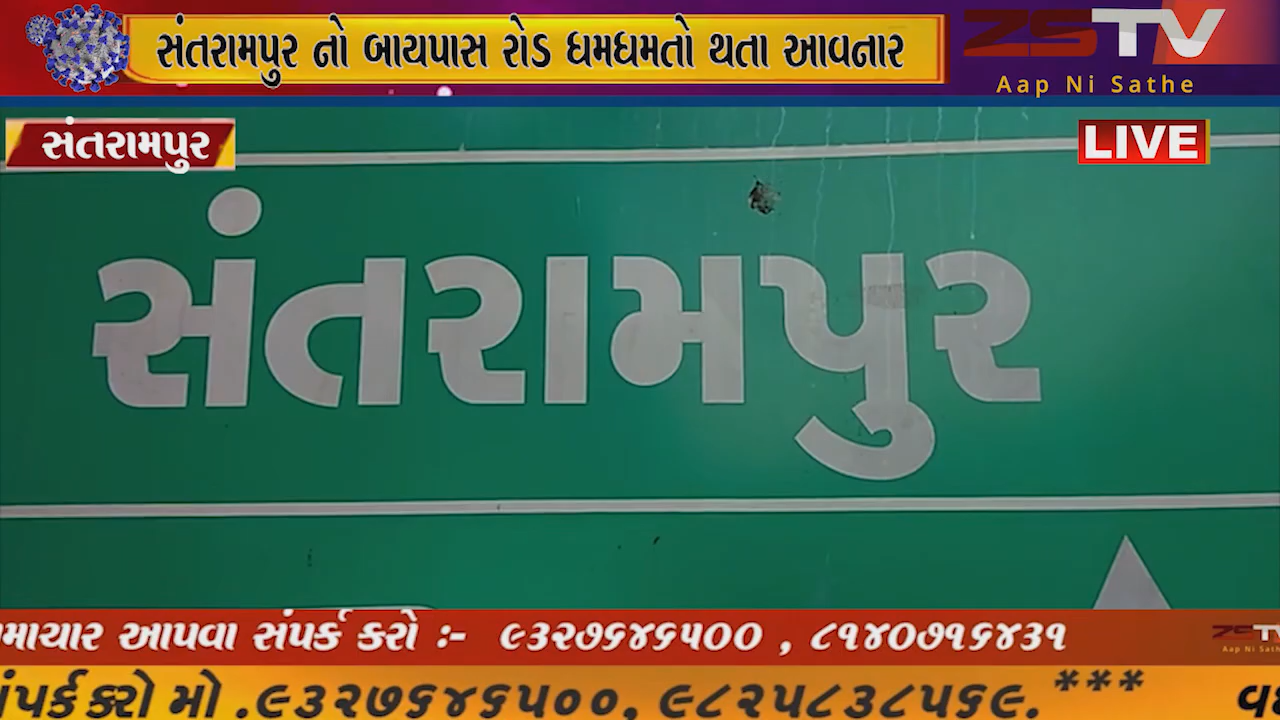 સંતરામપુર નો બાયપાસ રોડ ધમધમતો થતા આવનાર
ZSTV
Aap Ni Sathe
સંતરામપુર
LIVE
સંતરામપુર
માચાર આપવા સંપર્ક કરો :- ૯૩૨૭૬૪૬૫૦૦ , ૮૧૪૦૭૧૬૪૩૧
ZSTV
Aap Ni Sathe
સંપર્ક કરો મો .૯૩૨૭૬૪૬૫૦૦, ૯૮૨૫૮૩૮૫૬૯. ***